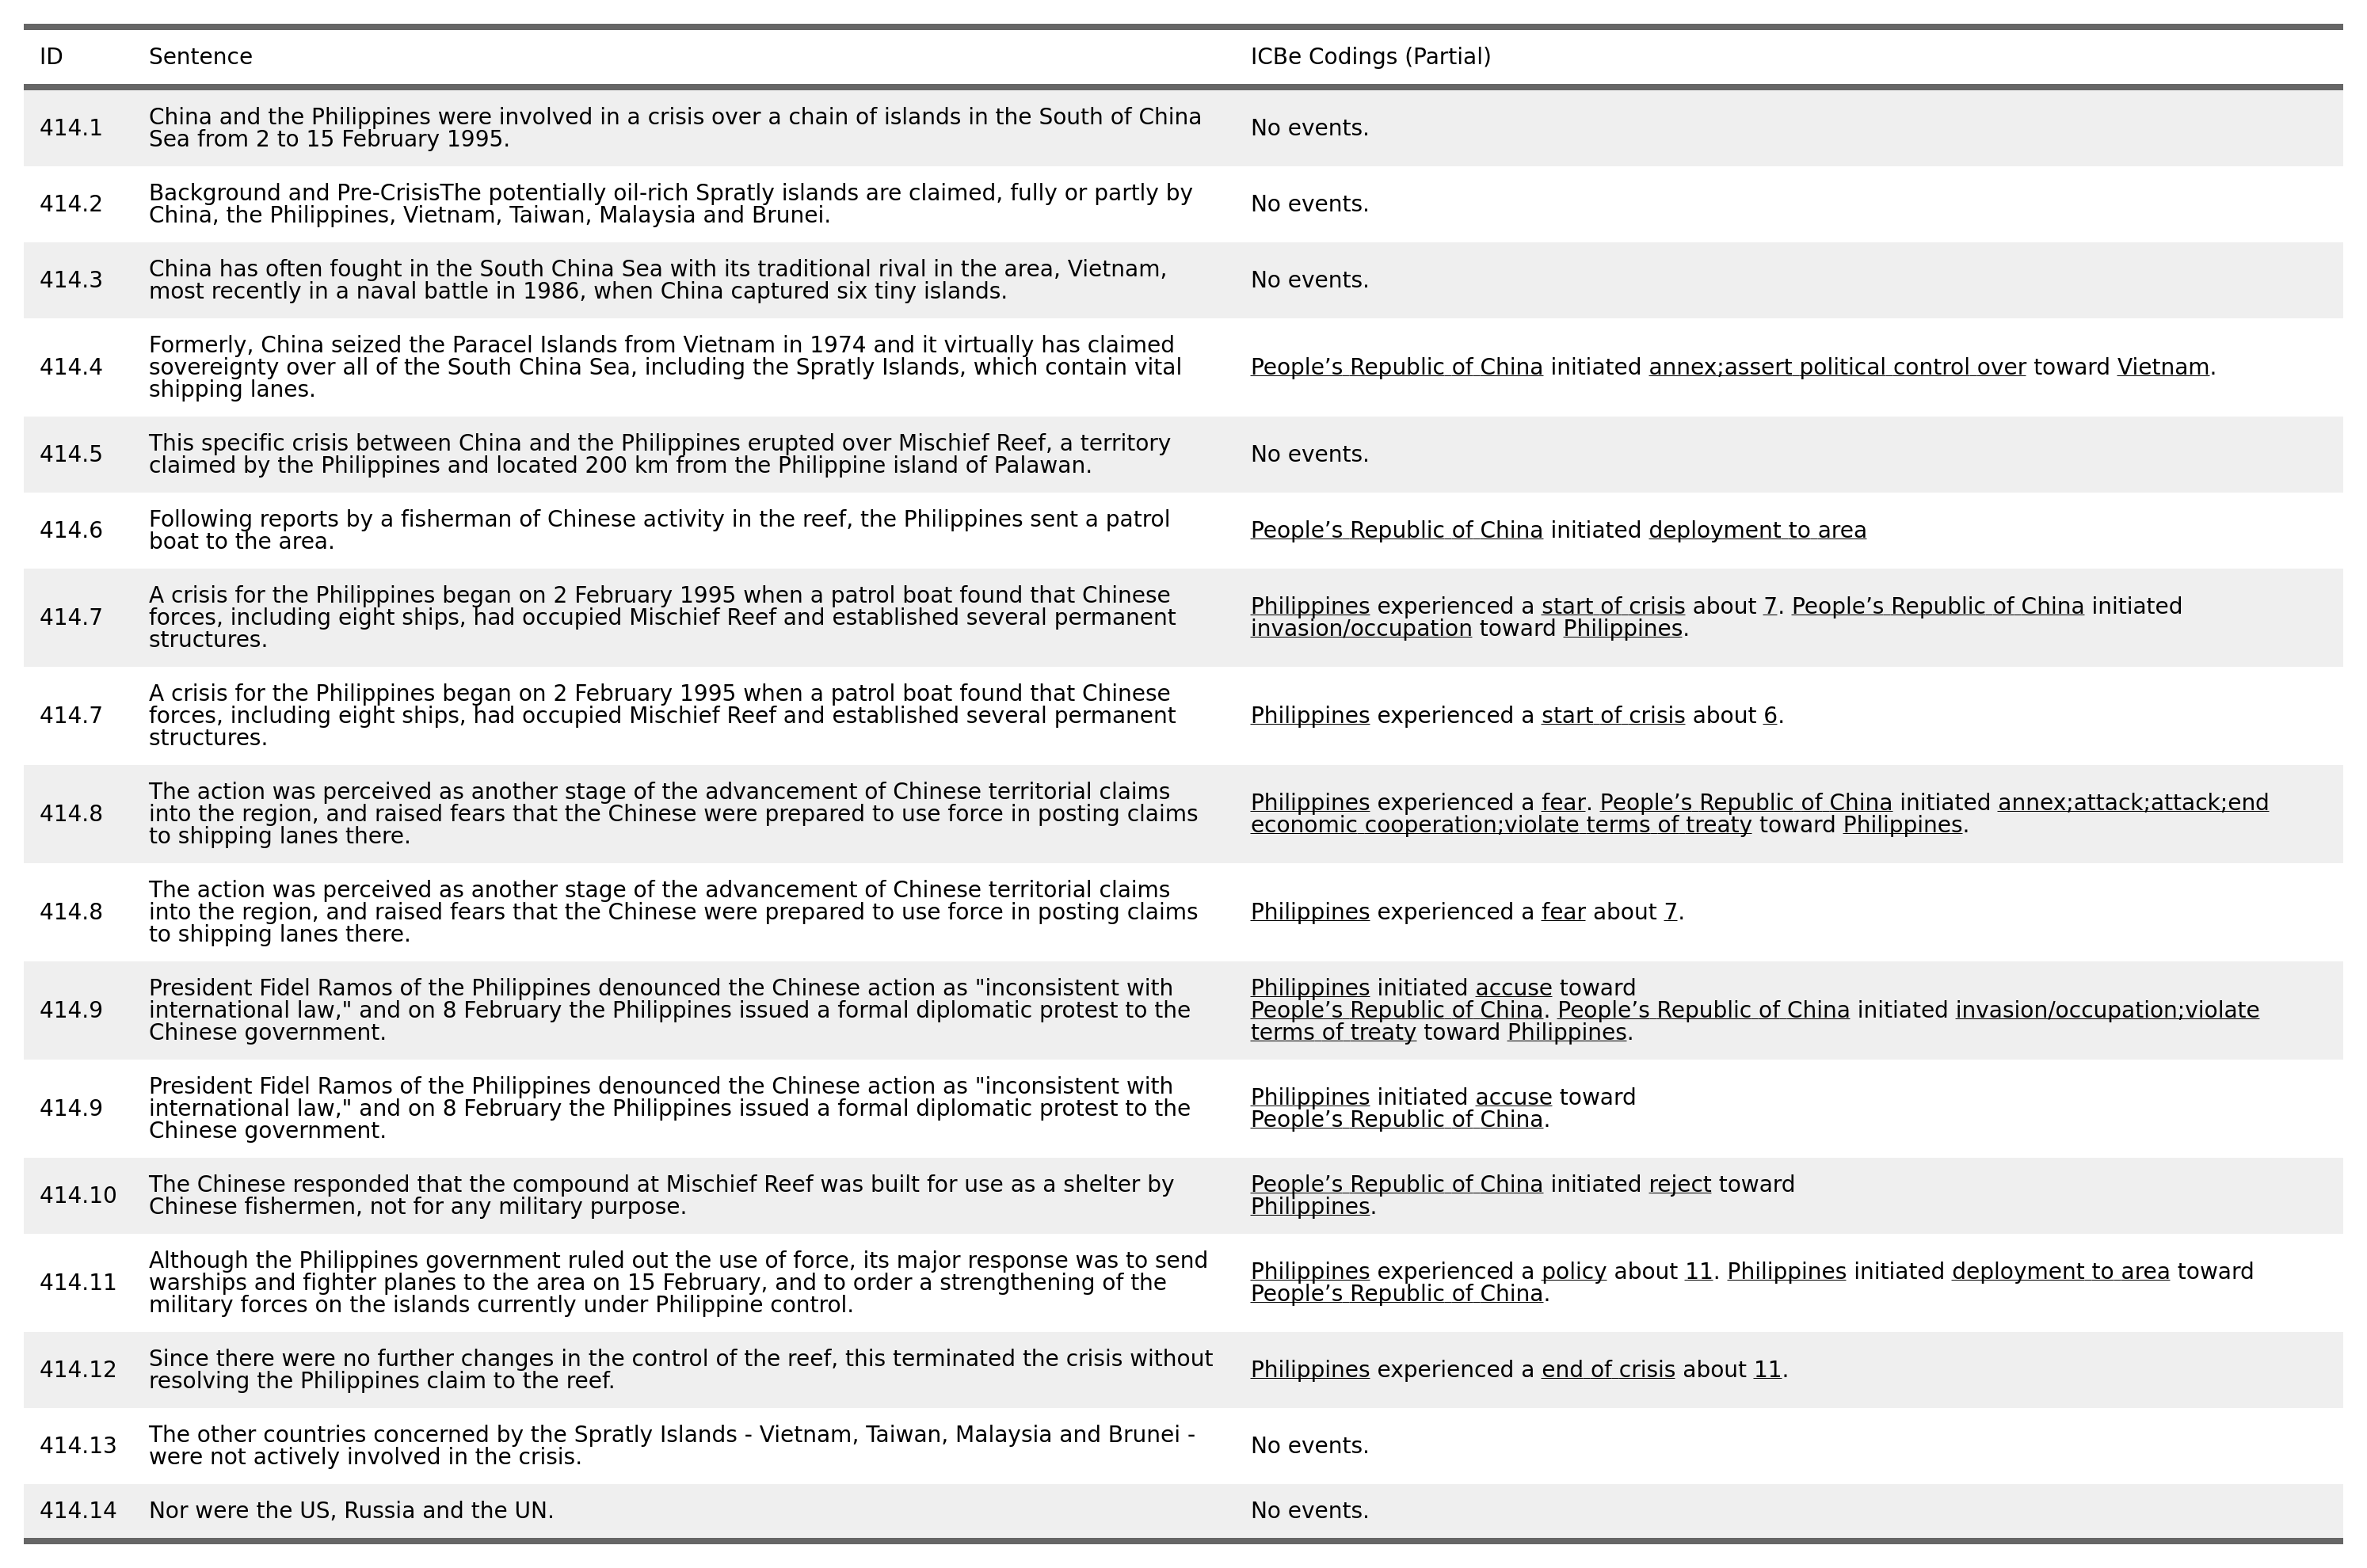 ID Sentence ICBe Codings (Partial)
414.1 China and the Philippines were involved in a crisis over a chain of islands in the South of China
Sea from 2 to 15 February 1995.
No events.
414.2 Background and Pre-CrisisThe potentially oil-rich Spratly islands are claimed, fully or partly by
China, the Philippines, Vietnam, Taiwan, Malaysia and Brunei.
No events.
414.3 China has often fought in the South China Sea with its traditional rival in the area, Vietnam,
most recently in a naval battle in 1986, when China captured six tiny islands.
No events.
414.4 Formerly, China seized the Paracel Islands from Vietnam in 1974 and it virtually has claimed
sovereignty over all of the South China Sea, including the Spratly Islands, which contain vital
shipping lanes.
People’s Republic of China initiated annex;assert political control over toward Vietnam.
414.5 This specific crisis between China and the Philippines erupted over Mischief Reef, a territory
claimed by the Philippines and located 200 km from the Philippine island of Palawan.
No events.
414.6 Following reports by a fisherman of Chinese activity in the reef, the Philippines sent a patrol
boat to the area.
People’s Republic of China initiated deployment to area
414.7 A crisis for the Philippines began on 2 February 1995 when a patrol boat found that Chinese
forces, including eight ships, had occupied Mischief Reef and established several permanent
structures.
Philippines experienced a start of crisis about 7. People’s Republic of China initiated
invasion/occupation toward Philippines.
414.7 A crisis for the Philippines began on 2 February 1995 when a patrol boat found that Chinese
forces, including eight ships, had occupied Mischief Reef and established several permanent
structures.
Philippines experienced a start of crisis about 6.
414.8 The action was perceived as another stage of the advancement of Chinese territorial claims
into the region, and raised fears that the Chinese were prepared to use force in posting claims
to shipping lanes there.
Philippines experienced a fear. People’s Republic of China initiated annex;attack;attack;end
economic cooperation;violate terms of treaty toward Philippines.
414.8 The action was perceived as another stage of the advancement of Chinese territorial claims
into the region, and raised fears that the Chinese were prepared to use force in posting claims
to shipping lanes there.
Philippines experienced a fear about 7.
414.9 President Fidel Ramos of the Philippines denounced the Chinese action as "inconsistent with
international law," and on 8 February the Philippines issued a formal diplomatic protest to the
Chinese government.
Philippines initiated accuse toward
People’s Republic of China. People’s Republic of China initiated invasion/occupation;violate
terms of treaty toward Philippines.
414.9 President Fidel Ramos of the Philippines denounced the Chinese action as "inconsistent with
international law," and on 8 February the Philippines issued a formal diplomatic protest to the
Chinese government.
Philippines initiated accuse toward
People’s Republic of China.
414.10 The Chinese responded that the compound at Mischief Reef was built for use as a shelter by
Chinese fishermen, not for any military purpose.
People’s Republic of China initiated reject toward
Philippines.
414.11 Although the Philippines government ruled out the use of force, its major response was to send
warships and fighter planes to the area on 15 February, and to order a strengthening of the
military forces on the islands currently under Philippine control.
Philippines experienced a policy about 11. Philippines initiated deployment to area toward
People’s Republic of China.
414.12 Since there were no further changes in the control of the reef, this terminated the crisis without
resolving the Philippines claim to the reef.
Philippines experienced a end of crisis about 11.
414.13 The other countries concerned by the Spratly Islands - Vietnam, Taiwan, Malaysia and Brunei -
were not actively involved in the crisis.
No events.
414.14 Nor were the US, Russia and the UN.
No events.